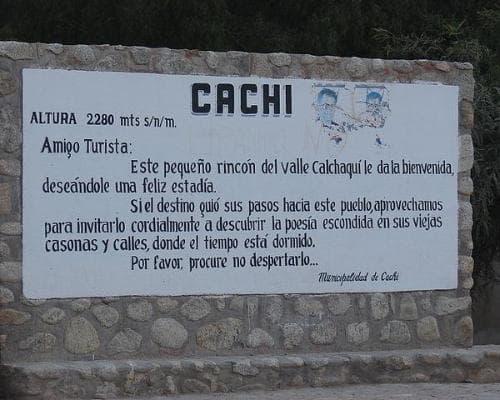 CACHI
ALTURA 2280 mts s/n/m.
Amigo Turista:
Este pequeño rincón del valle Calchaquí le da la bienvenida,
deseándole una feliz estadía.
Si el destino guió sus pasos hacia este pueblo, aprovechamos
para invitarlo cordialmente a descubrir la poesía escondida en sus viejas
casonas y calles, donde el tiempo está dormido.
Por favor, procure no despertarlo...
Municipalidad de Cachi